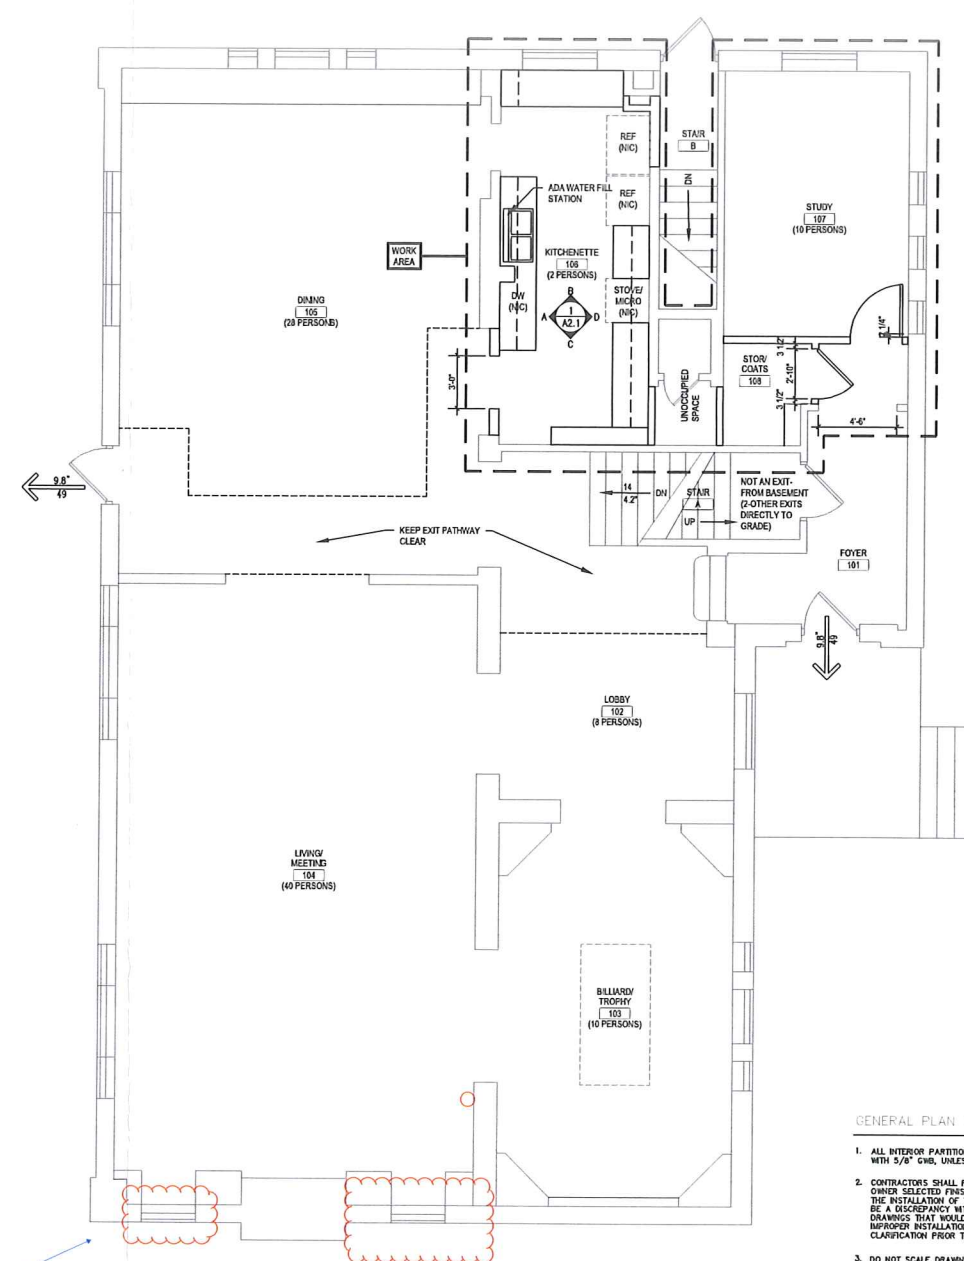 STAIR
B
REF
(NIC)
DN
ADA WATER FILL
STATION
REF
(NIC)
STUDY
107
(10 PERSONS)
WORK
AREA
KITCHENETTE
106
(2 PERSONS)
DINING
105
(28 PERSONS)
DW
(NIC)
STOVE/
MICRO
(NIC)
B
A
1
A2.1
D
C
3 1/2"
2'-10"
3 1/2"
STOR/
COATS
108
3'-0"
UNOCCUPIED
SPACE
4'-6"
9.8"
49
14
4.2"
DN
STAIR
A
UP
NOT AN EXIT-
FROM BASEMENT
(2-OTHER EXITS
DIRECTLY TO
GRADE)
KEEP EXIT PATHWAY
CLEAR
FOYER
101
9.8"
49
LOBBY
102
(8 PERSONS)
LIVING/
MEETING
104
(40 PERSONS)
BILLIARD/
TROPHY
103
(10 PERSONS)
GENERAL PLAN
1. ALL INTERIOR PARTITIO
WITH 5/8" GWB, UNLES
2. CONTRACTORS SHALL F
OWNER SELECTED FINIS
THE INSTALLATION OF
BE A DISCREPANCY WI
DRAWINGS THAT WOULD
IMPROPER INSTALLATION
CLARIFICATION PRIOR T
3. DO NOT SCALE DRAWIN